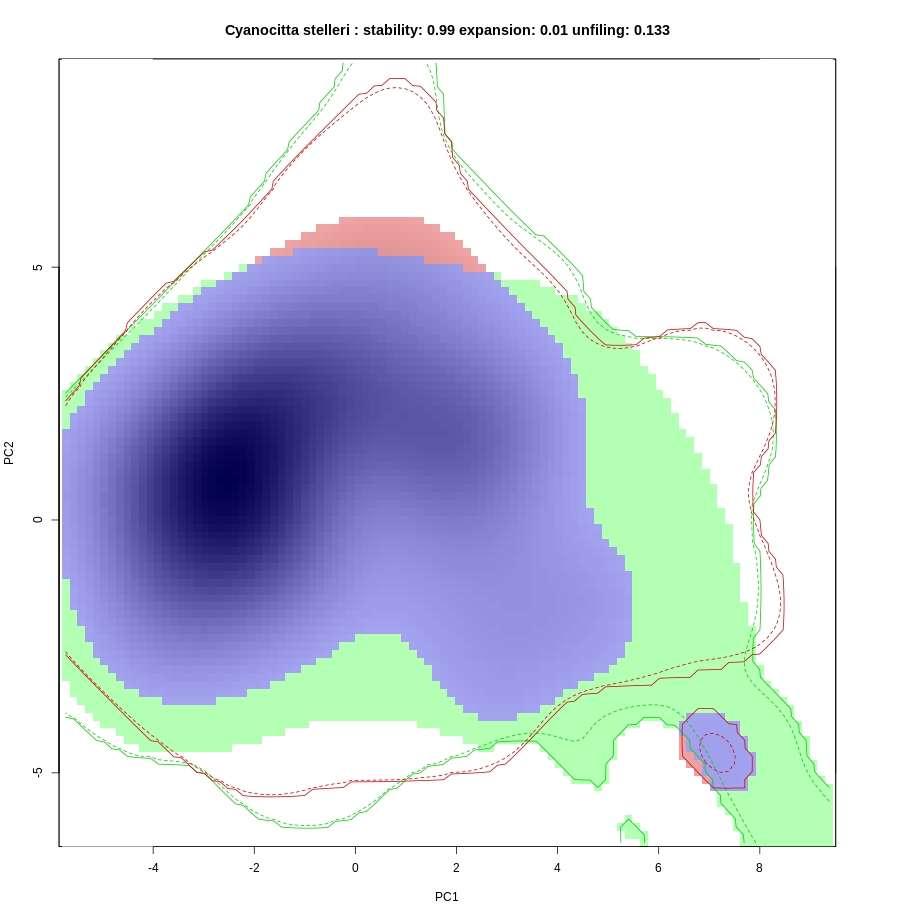 Cyanocitta stelleri : stability: 0.99 expansion: 0.01 unfiling: 0.133
5
0
-5
PC2
-4 -2 0 2 4 6 8
PC1